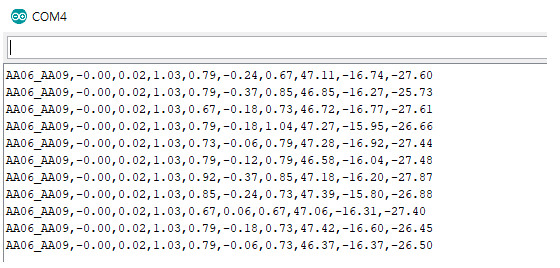 COM4
AA06_AA09,-0.00,0.02,1.03,0.79,-0.24,0.67,47.11,-16.74,-27.60
AA06_AA09,-0.00,0.02,1.03,0.79,-0.37,0.85,46.85,-16.27,-25.73
AA06_AA09,-0.00,0.02,1.03,0.67,-0.18,0.73,46.72,-16.77,-27.61
AA06_AA09,-0.00,0.02,1.03,0.79,-0.18,1.04,47.27,-15.95,-26.66
AA06_AA09,-0.00,0.02,1.03,0.73,-0.06,0.79,47.28,-16.92,-27.44
AA06_AA09,-0.00,0.02,1.03,0.79,-0.12,0.79,46.58,-16.04,-27.48
AA06_AA09,-0.00,0.02,1.03,0.92,-0.37,0.85,47.18,-16.20,-27.87
AA06_AA09,-0.00,0.02,1.03,0.85,-0.24,0.73,47.39,-15.80,-26.88
AA06_AA09,-0.00,0.02,1.03,0.67,0.06,0.67,47.06,-16.31,-27.40
AA06_AA09,-0.00,0.02,1.03,0.79,-0.18,0.73,47.42,-16.60,-26.45
AA06_AA09,-0.00,0.02,1.03,0.79,-0.06,0.73,46.37,-16.37,-26.50